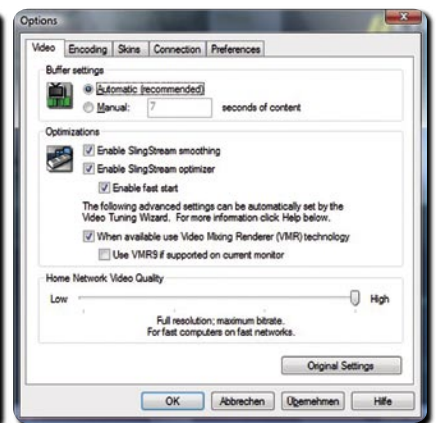 Options
Video Encoding Skins Connection Preferences
Buffer settings
Automatic (recommended)
Manual: 7 seconds of content
Optimizations
Enable SlingStream smoothing
Enable SlingStream optimizer
Enable fast start
The following advanced settings can be automatically set by the
Video Tuning Wizard. For more information click Help below.
When available use Video Mixing Renderer (VMR) technology
Use VMR9 if supported on current monitor
Home Network Video Quality
Low High
Full resolution; maximum bitrate.
For fast computers on fast networks.
Original Settings
OK Abbrechen Übernehmen Hilfe